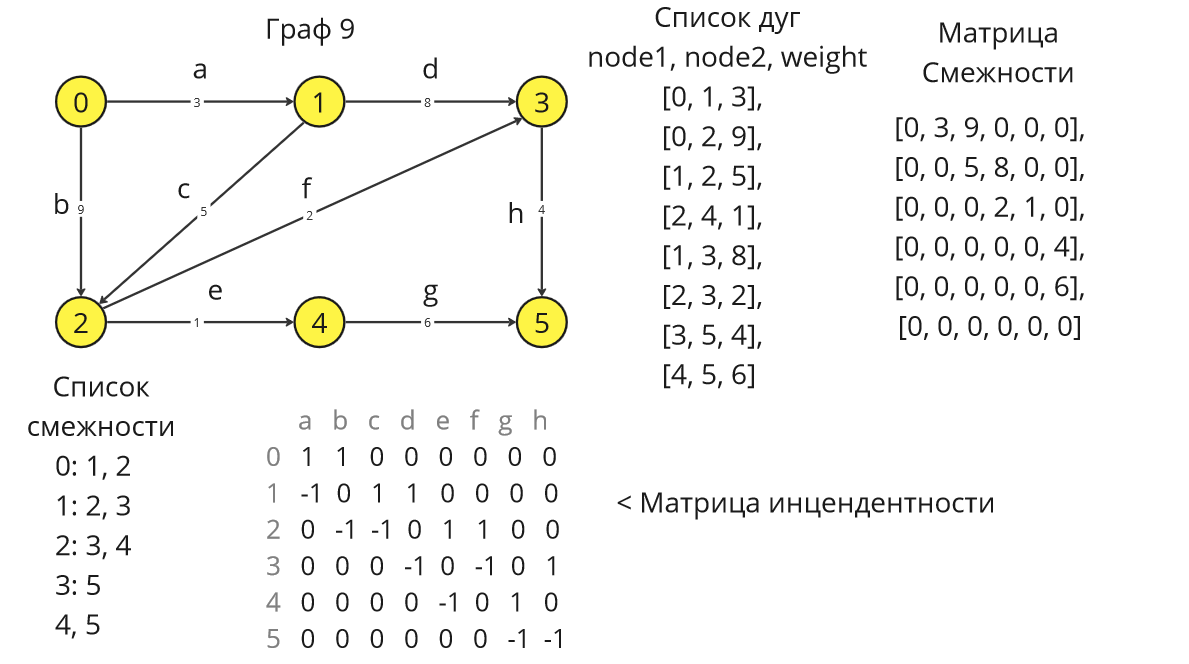 Граф 9
a
d
0
3
1
8
3
b
9
c
5
f
2
h
4
e
g
2
1
4
6
5
Список дуг
node1, node2, weight
[0, 1, 3],
[0, 2, 9],
[1, 2, 5],
[2, 4, 1],
[1, 3, 8],
[2, 3, 2],
[3, 5, 4],
[4, 5, 6]
Матрица
Смежности
[0, 3, 9, 0, 0, 0],
[0, 0, 5, 8, 0, 0],
[0, 0, 0, 2, 1, 0],
[0, 0, 0, 0, 0, 4],
[0, 0, 0, 0, 0, 6],
[0, 0, 0, 0, 0, 0]
Список
смежности
0: 1, 2
1: 2, 3
2: 3, 4
3: 5
4, 5
a b c d e f g h
0 1 1 0 0 0 0 0 0
1 -1 0 1 1 0 0 0 0
2 0 -1 -1 0 1 1 0 0
3 0 0 0 -1 0 -1 0 1
4 0 0 0 0 -1 0 1 0
5 0 0 0 0 0 0 -1 -1
< Матрица инцендентности